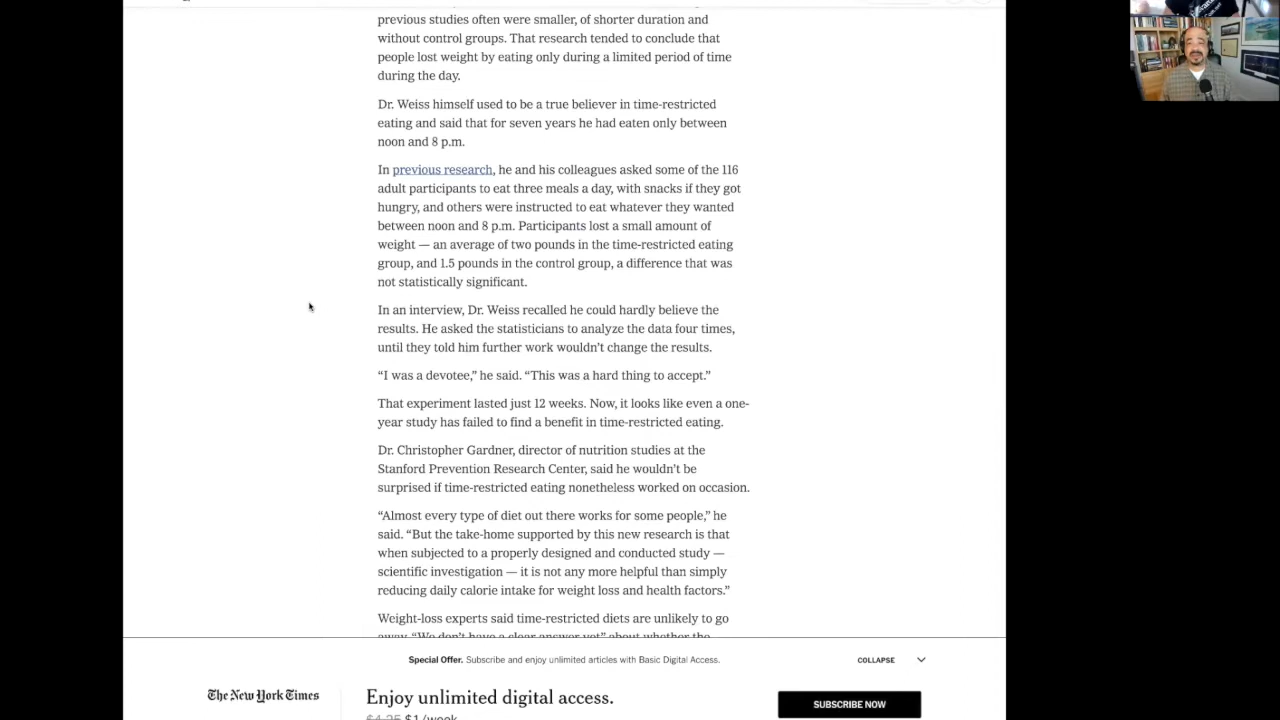 previous studies often were smaller, of shorter duration and
without control groups. That research tended to conclude that
people lost weight by eating only during a limited period of time
during the day.
Dr. Weiss himself used to be a true believer in time-restricted
eating and said that for seven years he had eaten only between
noon and 8 p.m.
In previous research, he and his colleagues asked some of the 116
adult participants to eat three meals a day, with snacks if they got
hungry, and others were instructed to eat whatever they wanted
between noon and 8 p.m. Participants lost a small amount of
weight — an average of two pounds in the time-restricted eating
group, and 1.5 pounds in the control group, a difference that was
not statistically significant.
In an interview, Dr. Weiss recalled he could hardly believe the
results. He asked the statisticians to analyze the data four times,
until they told him further work wouldn’t change the results.
“I was a devotee,” he said. “This was a hard thing to accept.”
That experiment lasted just 12 weeks. Now, it looks like even a one-
year study has failed to find a benefit in time-restricted eating.
Dr. Christopher Gardner, director of nutrition studies at the
Stanford Prevention Research Center, said he wouldn’t be
surprised if time-restricted eating nonetheless worked on occasion.
“Almost every type of diet out there works for some people,” he
said. “But the take-home supported by this new research is that
when subjected to a properly designed and conducted study —
scientific investigation — it is not any more helpful than simply
reducing daily calorie intake for weight loss and health factors.”
Weight-loss experts said time-restricted diets are unlikely to go
away. “We don’t have a clear answer yet” about whether the
Special Offer. Subscribe and enjoy unlimited articles with Basic Digital Access.
COLLAPSE
The New York Times
Enjoy unlimited digital access.
SUBSCRIBE NOW
$4.25 $1/week